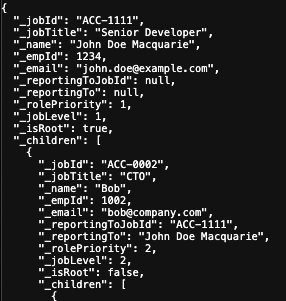 {
  "_jobId": "ACC-1111",
  "_jobTitle": "Senior Developer",
  "_name": "John Doe Macquarie",
  "_empId": 1234,
  "_email": "john.doe@example.com",
  "_reportingToJobId": null,
  "_reportingTo": null,
  "_rolePriority": 1,
  "_jobLevel": 1,
  "_isRoot": true,
  "_children": [
    {
      "_jobId": "ACC-0002",
      "_jobTitle": "CTO",
      "_name": "Bob",
      "_empId": 1002,
      "_email": "bob@company.com",
      "_reportingToJobId": "ACC-1111",
      "_reportingTo": "John Doe Macquarie",
      "_rolePriority": 2,
      "_jobLevel": 2,
      "_isRoot": false,
      "_children": [
        {